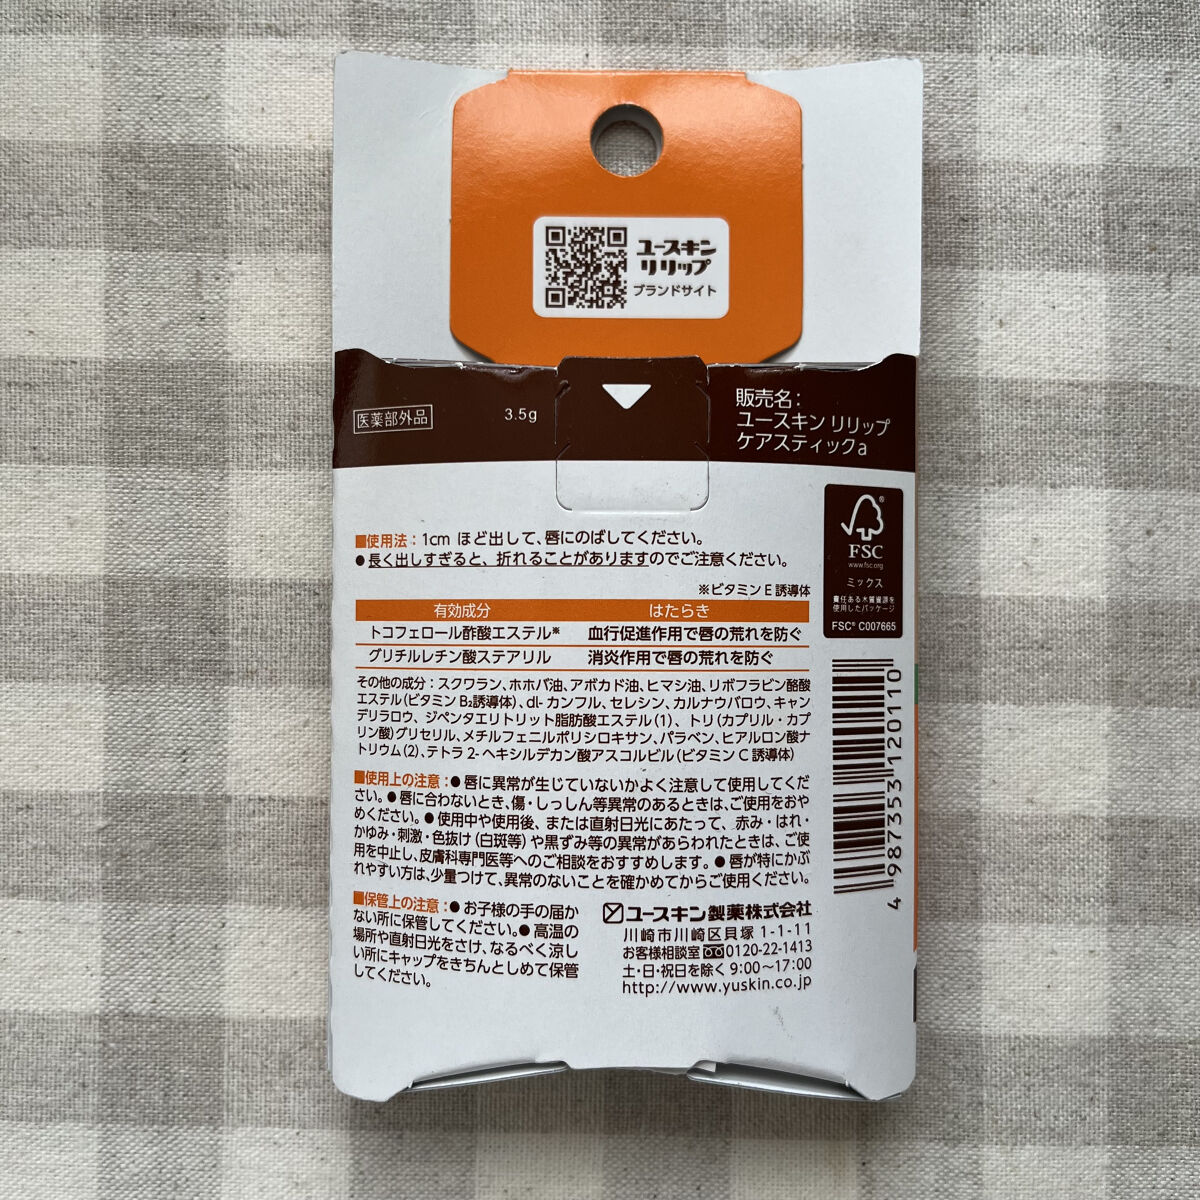 ユースキン
リリップ
ブランドサイト
医薬部外品
3.5g
販売名:
ユースキン リリップ
ケアスティックa
■使用法:1cm ほど出して、唇にのばしてください。
●長く出しすぎると、折れることがありますのでご注意ください。
※ビタミンE誘導体
有効成分 はたらき
トコフェロール酢酸エステル※ 血行促進作用で唇の荒れを防ぐ
グリチルレチン酸ステアリル 消炎作用で唇の荒れを防ぐ
その他の成分:スクワラン、ホホバ油、アボカド油、ヒマシ油、リボフラビン酪酸
エステル(ビタミンB₂誘導体)、dl-カンフル、セレシン、カルナウバロウ、キャン
デリラロウ、ジペンタエリトリット脂肪酸エステル(1)、トリ(カプリル・カプ
リン酸)グリセリル、メチルフェニルポリシロキサン、パラベン、ヒアルロン酸ナ
トリウム(2)、テトラ2-ヘキシルデカン酸アスコルビル(ビタミンC誘導体)
■使用上の注意:●唇に異常が生じていないかよく注意して使用してくだ
さい。●唇に合わないとき、傷・しっしん等異常のあるときは、ご使用をおや
めください。●使用中や使用後、または直射日光にあたって、赤み・はれ・
かゆみ・刺激・色抜け(白斑等)や黒ずみ等の異常があらわれたときは、ご使
用を中止し、皮膚科専門医等へのご相談をおすすめします。●唇が特にかぶ
れやすい方は、少量つけて、異常のないことを確かめてからご使用ください。
■保管上の注意:●お子様の手の届か
ない所に保管してください。●高温の
場所や直射日光をさけ、なるべく涼し
い所にキャップをきちんとしめて保管
してください。
ユースキン製薬株式会社
川崎市川崎区貝塚 1-1-11
お客様相談室 0120-22-1413
土・日・祝日を除く 9:00〜17:00
http://www.yuskin.co.jp
®
FSC
www.fsc.org
ミックス
責任ある木質資源を
使用したパッケージ
FSC® C007665
4 987353 120110